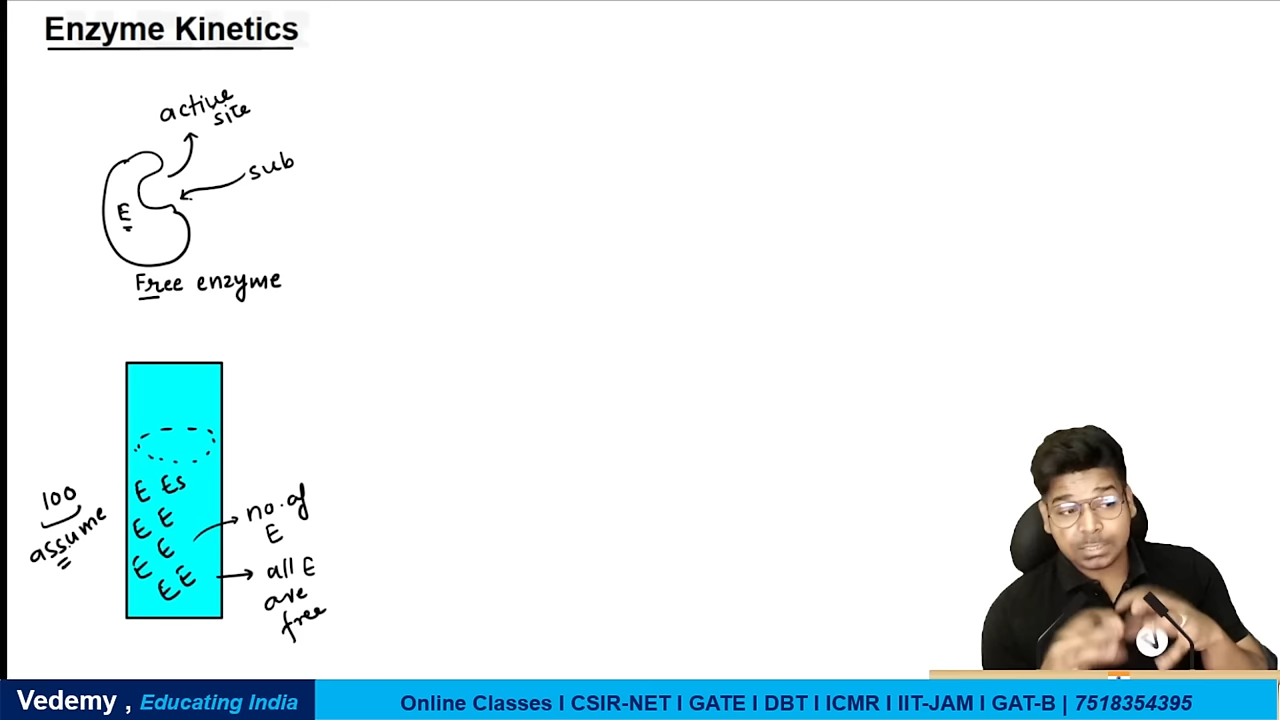 Enzyme Kinetics
active
site
sub
E
Free enzyme
100
assume
E Es
E E
E E
E E
no. of
E
all E
are
free
V
Vedemy , Educating India
Online Classes I CSIR-NET I GATE I DBT I ICMR I IIT-JAM I GAT-B | 7518354395